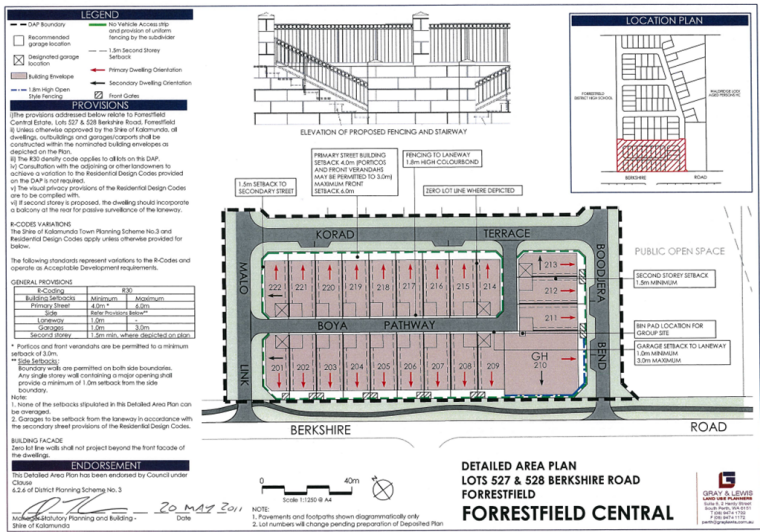 LEGEND
DAP Boundary
Recommended
garage location
Designated garage
location
Building Envelope
1.8m High Open
Style Fencing
No Vehicle Access strip
and provision of uniform
fencing by the subdivider
1.5m Second Storey
Setback
Primary Dwelling Orientation
Secondary Dwelling Orientation
Front Gates
PROVISIONS
i)The provisions addressed below relate to Forrestfield
Central Estate, Lots 527 & 528 Berkshire Road, Forrestfield
ii) Unless otherwise approved by the Shire of Kalamunda, all
dwellings, outbuildings and garages/carports shall be
constructed within the nominated building envelopes as
depicted on the Plan.
iii) The R30 density code applies to all lots on this DAP.
iv) Consultation with the adjoining or other landowners to
achieve a variation to the Residential Design Codes provided
on the DAP is not required.
v) The visual privacy provisions of the Residential Design Codes
are to be complied with.
vi) If second storey is proposed, the dwelling should incorporate
a balcony at the rear for passive surveillance of the laneway.
R-CODES VARIATIONS
The Shire of Kalamunda Town Planning Scheme No.3 and
Residential Design Codes apply unless otherwise provided for
below.
The following standards represent variations to the R-Codes and
operate as Acceptable Development requirements.
GENERAL PROVISIONS
R-Coding R30
Building Setbacks Minimum Maximum
Primary Street 4.0m * 6.0m
Side Refer Provisions Below**
Laneway 1.0m -
Garages 1.0m 3.0m
Second storey 1.5m min. where depicted on plan
* Porticos and front verandahs are be permitted to a minimum
setback of 3.0m.
** Side Setbacks:
Boundary walls are permitted on both side boundaries.
Any single storey wall containing a major opening shall
provide a minimum of 1.0m setback from the side
boundary.
Note:
1. None of the setbacks stipulated in this Detailed Area Plan can
be averaged.
2. Garages to be setback from the laneway in accordance with
the secondary street provisions of the Residential Design Codes.
BUILDING FACADE
Zero lot line walls shall not project beyond the front facade of
the dwellings.
ENDORSEMENT
This Detailed Area Plan has been endorsed by Council under
Clause
6.2.6 of District Planning Scheme No. 3
20 MAY 2011
Manager Statutory Planning and Building -
Shire of Kalamunda
Date
ELEVATION OF PROPOSED FENCING AND STAIRWAY
LOCATION PLAN
FORRESTFIELD
DISTRICT HIGH SCHOOL
BERKSHIRE ROAD
1.5m SETBACK TO
SECONDARY STREET
PRIMARY STREET BUILDING
SETBACK 4.0m (PORTICOS
AND FRONT VERANDAHS
MAY BE PERMITTED TO 3.0m)
MAXIMUM FRONT
SETBACK 6.0m
FENCING TO LANEWAY
1.8m HIGH COLOURBOND
ZERO LOT LINE WHERE DEPICTED
KORAD TERRACE
MALO LINK
BOODJERA BEND
PUBLIC OPEN SPACE
222 221 220 219 218 217 216 215 214
213
212
211
SECOND STOREY SETBACK
1.5m MINIMUM
BOYA PATHWAY
BIN PAD LOCATION FOR
GROUP SITE
GARAGE SETBACK TO LANEWAY
1.0m MINIMUM
3.0m MAXIMUM
201 202 203 204 205 206 207 208 209
GH
210
BERKSHIRE ROAD
0 40m
Scale 1:1250 @ A4
N
NOTE:
1. Pavements and footpaths shown diagrammatically only
2. Lot numbers will change pending preparation of Deposited Plan
DETAILED AREA PLAN
LOTS 527 & 528 BERKSHIRE ROAD
FORRESTFIELD
FORRESTFIELD CENTRAL
GRAY & LEWIS
LAND USE PLANNERS